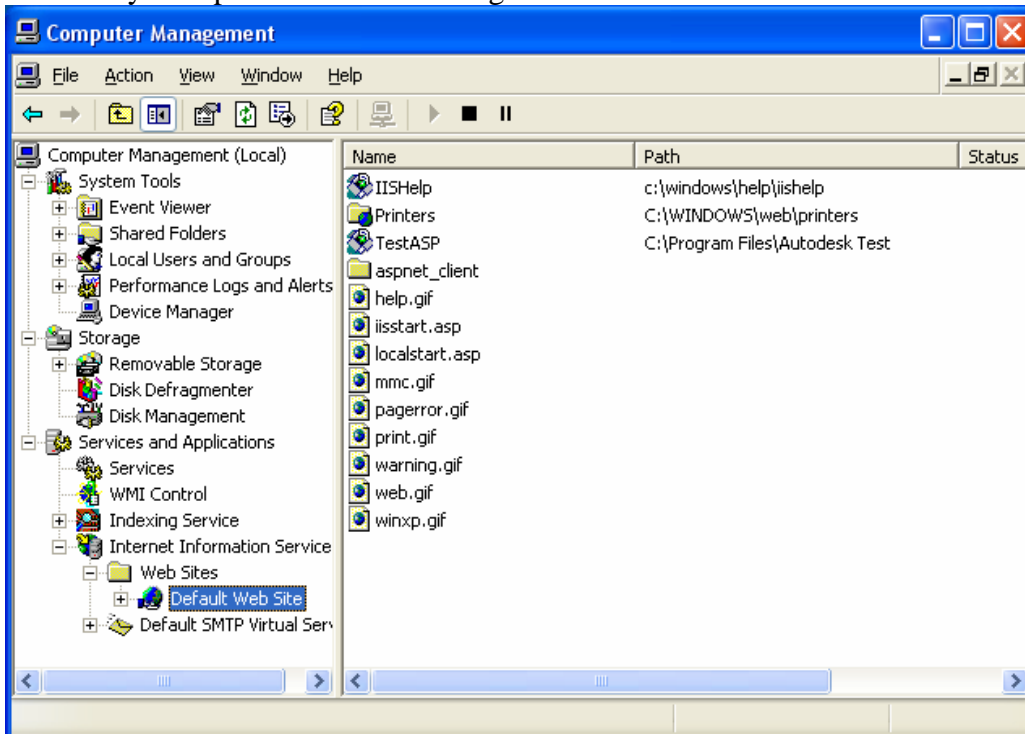 Computer Management
File Action View Window Help
Computer Management (Local)
System Tools
Event Viewer
Shared Folders
Local Users and Groups
Performance Logs and Alerts
Device Manager
Storage
Removable Storage
Disk Defragmenter
Disk Management
Services and Applications
Services
WMI Control
Indexing Service
Internet Information Service
Web Sites
Default Web Site
Default SMTP Virtual Serv
Name Path Status
IISHelp c:\windows\help\iishelp
Printers C:\WINDOWS\web\printers
TestASP C:\Program Files\Autodesk Test
aspnet_client
help.gif
iisstart.asp
localstart.asp
mmc.gif
pagerror.gif
print.gif
warning.gif
web.gif
winxp.gif